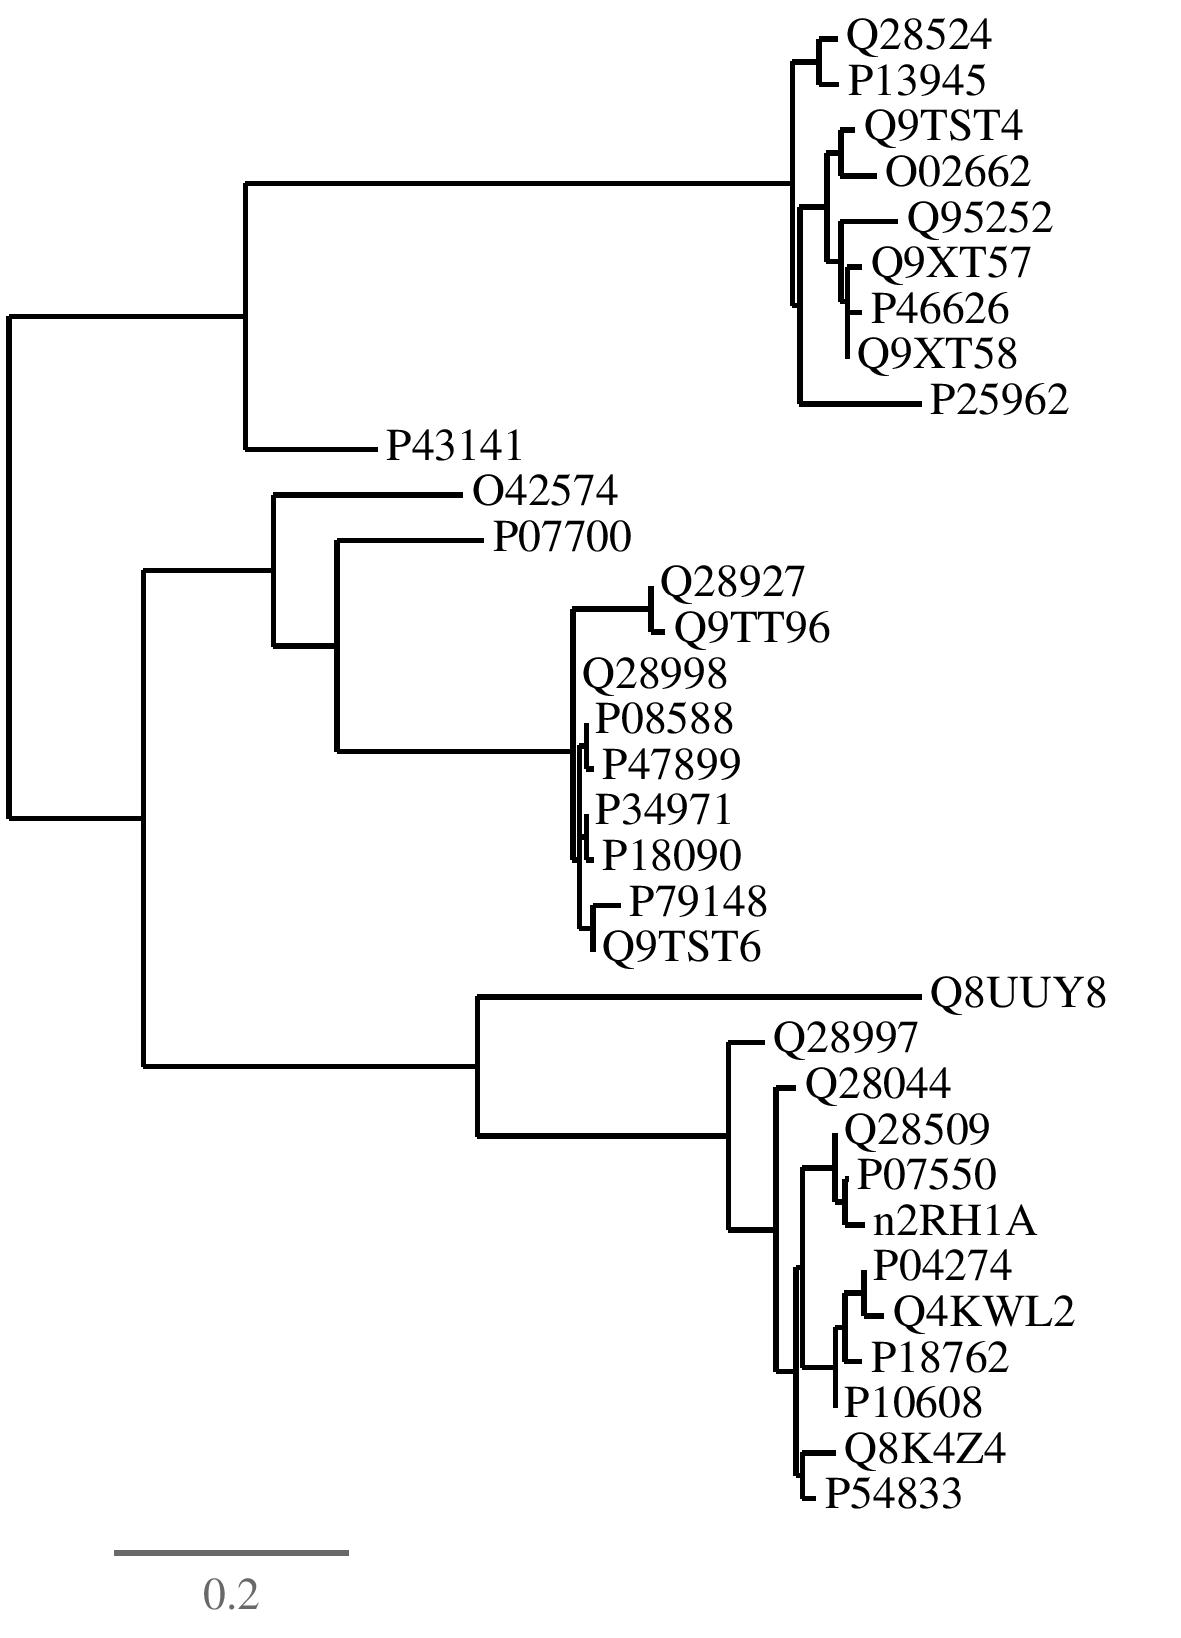 Q28524
P13945
Q9TST4
O02662
Q95252
Q9XT57
P46626
Q9XT58
P25962
P43141
O42574
P07700
Q28927
Q9TT96
Q28998
P08588
P47899
P34971
P18090
P79148
Q9TST6
Q8UUY8
Q28997
Q28044
Q28509
P07550
n2RH1A
P04274
Q4KWL2
P18762
P10608
Q8K4Z4
P54833
0.2